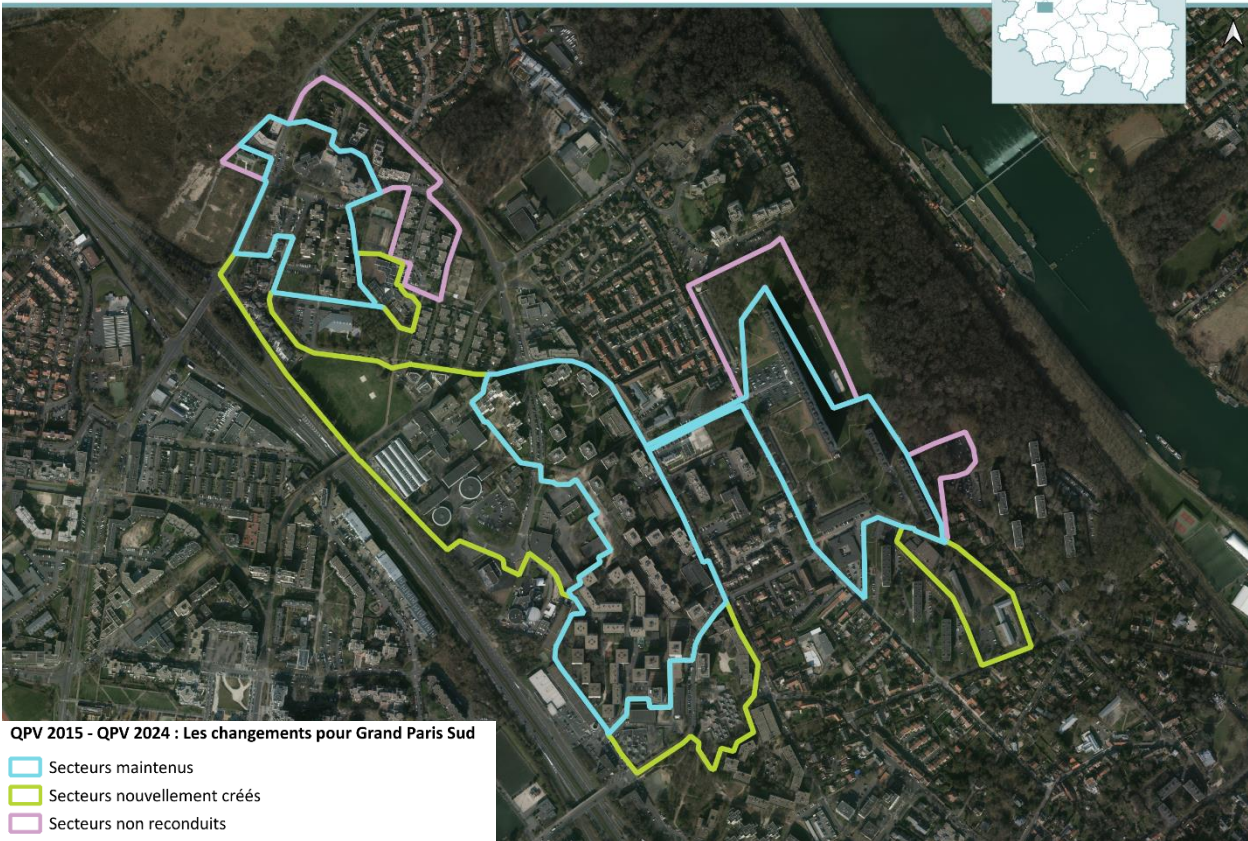 QPV 2015 - QPV 2024 : Les changements pour Grand Paris Sud
Secteurs maintenus
Secteurs nouvellement créés
Secteurs non reconduits